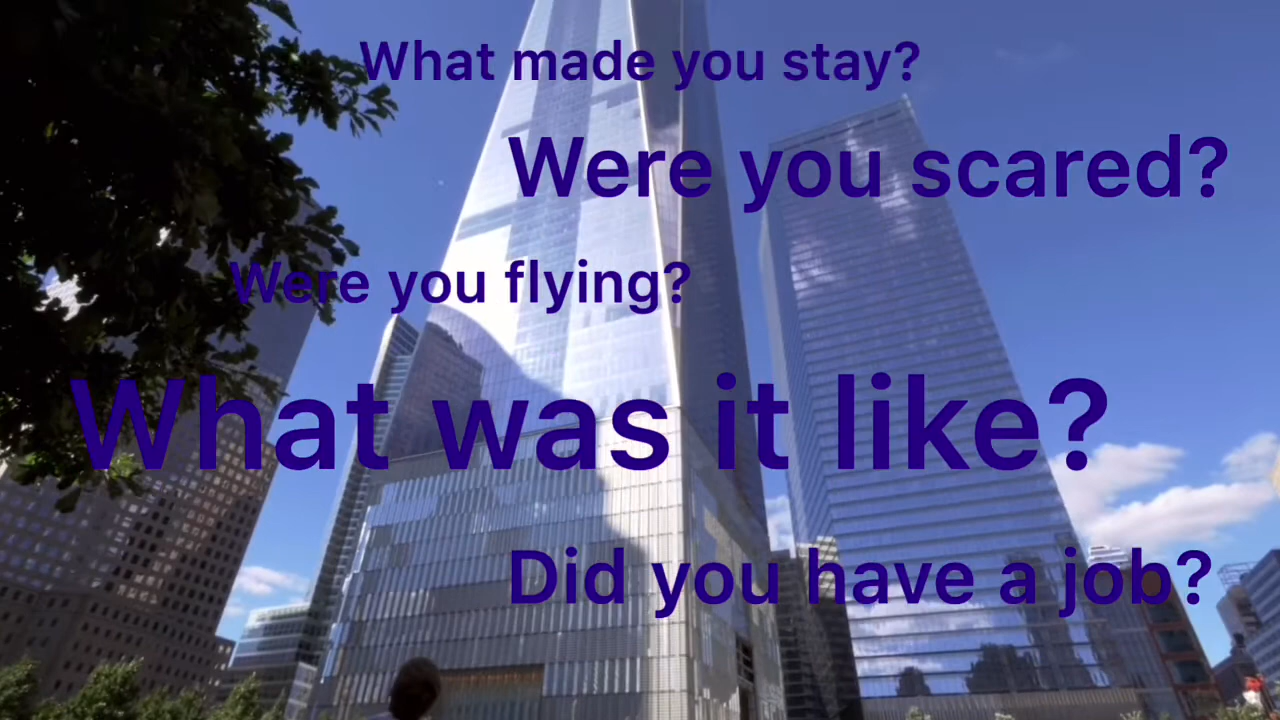 What made you stay?
Were you scared?
Were you flying?
What was it like?
Did you have a job?